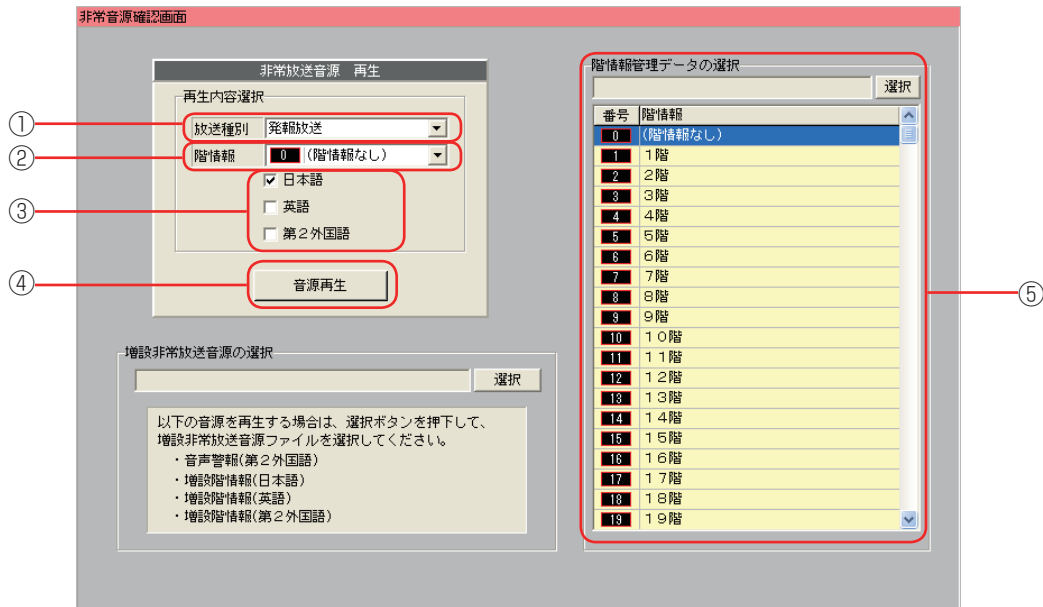 非常音源確認画面
非常放送音源 再生
再生内容選択
① 放送種別 発報放送
② 階情報 0 (階情報なし)
③ 日本語
英語
第２外国語
④ 音源再生
増設非常放送音源の選択
選択
以下の音源を再生する場合は、選択ボタンを押下して、
増設非常放送音源ファイルを選択してください。
・音声警報(第２外国語)
・増設階情報(日本語)
・増設階情報(英語)
・増設階情報(第２外国語)
階情報管理データの選択
選択
⑤
番号 階情報
0 (階情報なし)
1 １階
2 ２階
3 ３階
4 ４階
5 ５階
6 ６階
7 ７階
8 ８階
9 ９階
10 １０階
11 １１階
12 １２階
13 １３階
14 １４階
15 １５階
16 １６階
17 １７階
18 １８階
19 １９階